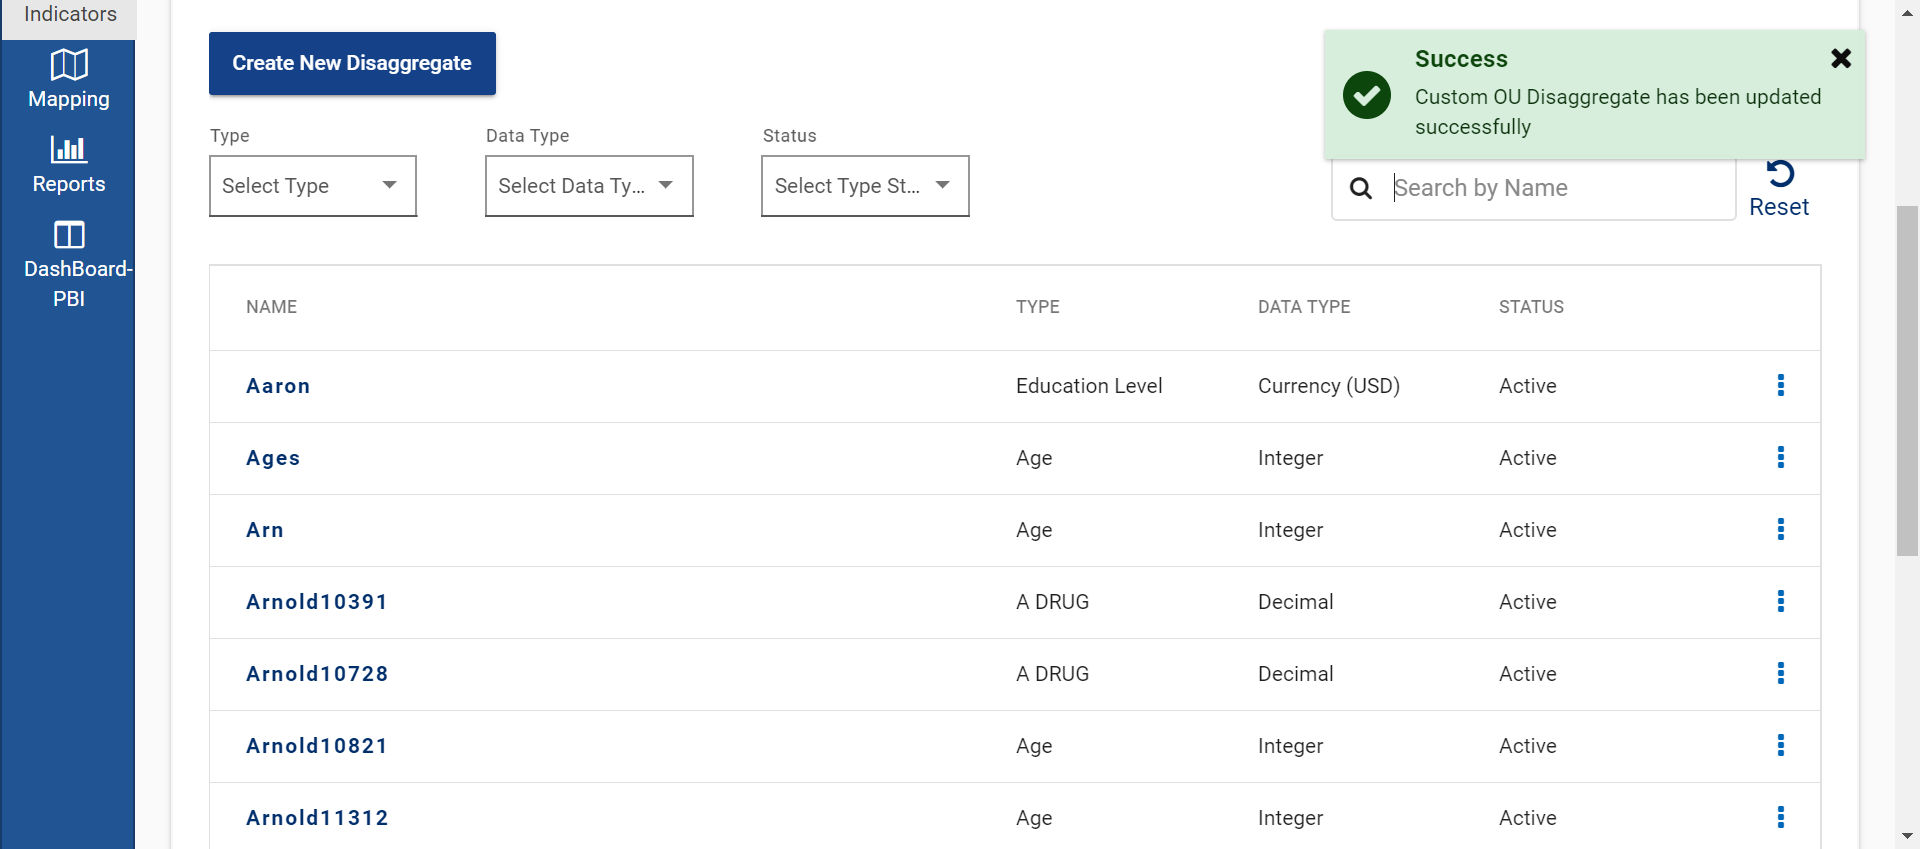 Indicators
Mapping
Reports
DashBoard-
PBI
Create New Disaggregate
Success
Custom OU Disaggregate has been updated
successfully
Type
Data Type
Status
Select Type
Select Data Ty...
Select Type St...
Search by Name
Reset
NAME TYPE DATA TYPE STATUS
Aaron Education Level Currency (USD) Active
Ages Age Integer Active
Arn Age Integer Active
Arnold10391 A DRUG Decimal Active
Arnold10728 A DRUG Decimal Active
Arnold10821 Age Integer Active
Arnold11312 Age Integer Active